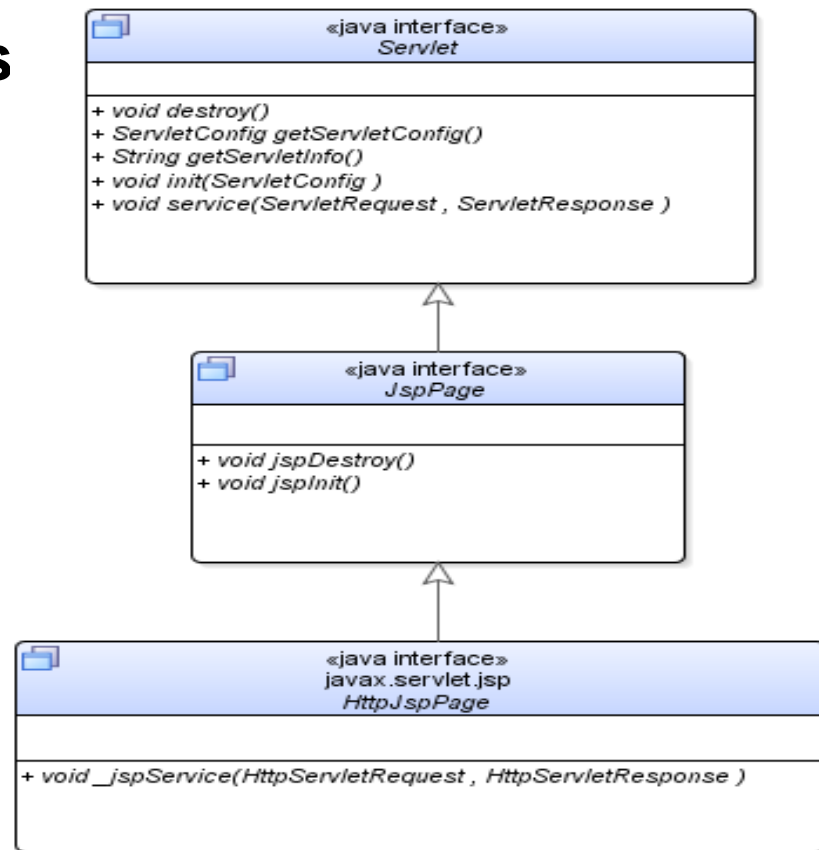 s
«java interface»
Servlet
+ void destroy()
+ ServletConfig getServletConfig()
+ String getServletInfo()
+ void init(ServletConfig )
+ void service(ServletRequest , ServletResponse )
«java interface»
JspPage
+ void jspDestroy()
+ void jspInit()
«java interface»
javax.servlet.jsp
HttpJspPage
+ void _jspService(HttpServletRequest , HttpServletResponse )